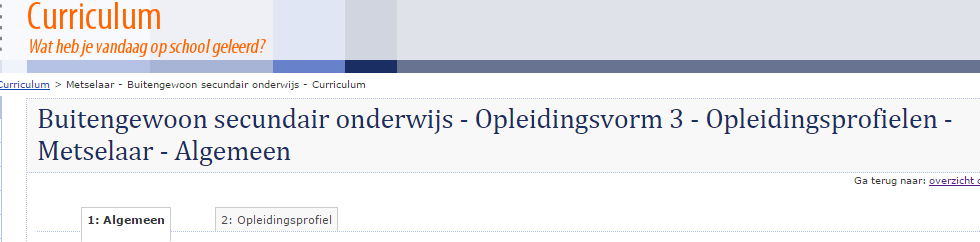 Curriculum
Wat heb je vandaag op school geleerd?
Curriculum > Metselaar - Buitengewoon secundair onderwijs - Curriculum
Buitengewoon secundair onderwijs - Opleidingsvorm 3 - Opleidingsprofielen -
Metselaar - Algemeen
Ga terug naar: overzicht
1: Algemeen 2: Opleidingsprofiel